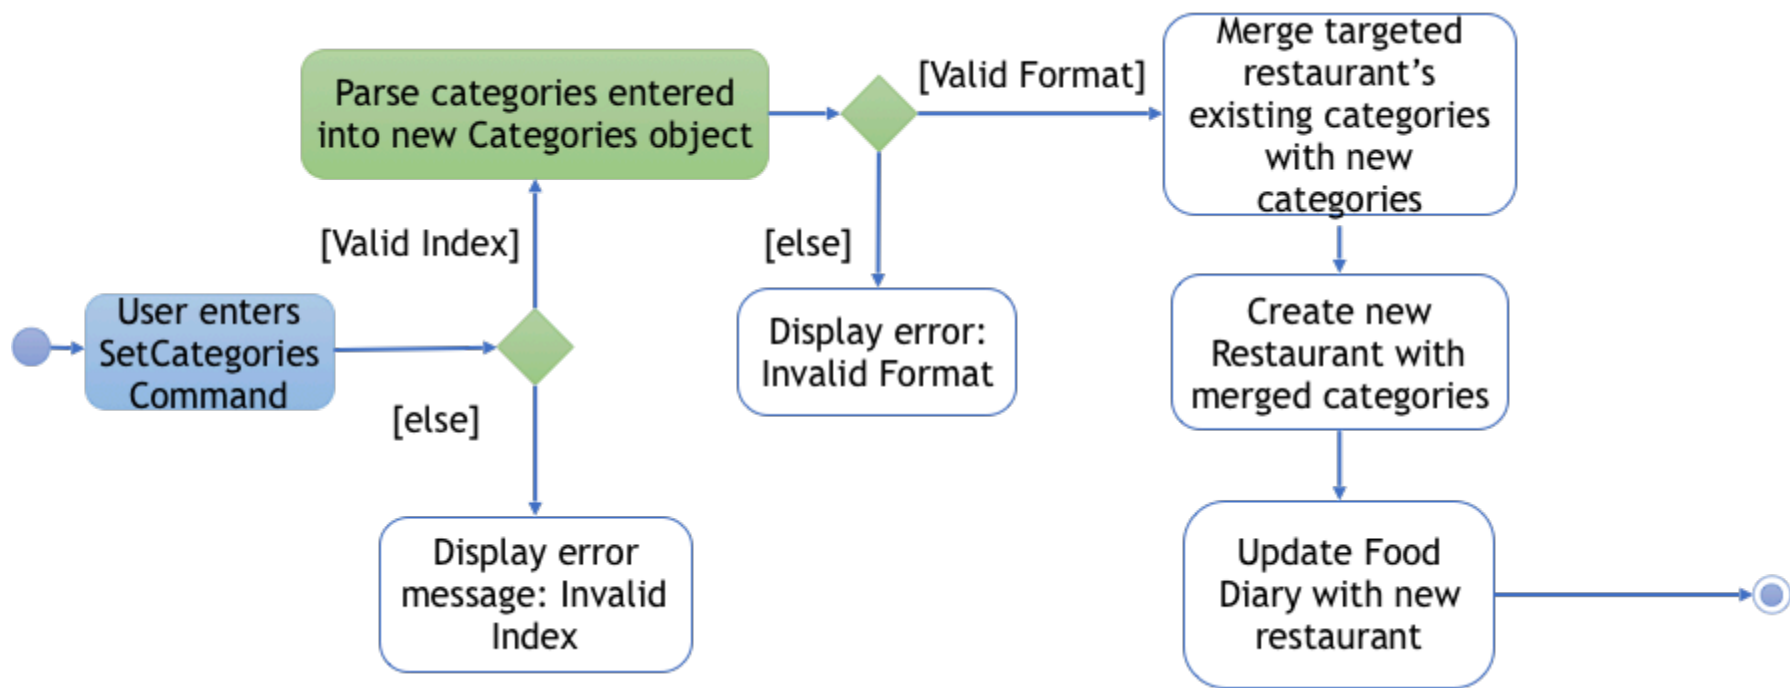 User enters
SetCategories
Command
[Valid Index]
[else]
Display error
message: Invalid
Index
Parse categories entered
into new Categories object
[Valid Format]
[else]
Display error:
Invalid Format
Merge targeted
restaurant’s
existing categories
with new
categories
Create new
Restaurant with
merged categories
Update Food
Diary with new
restaurant